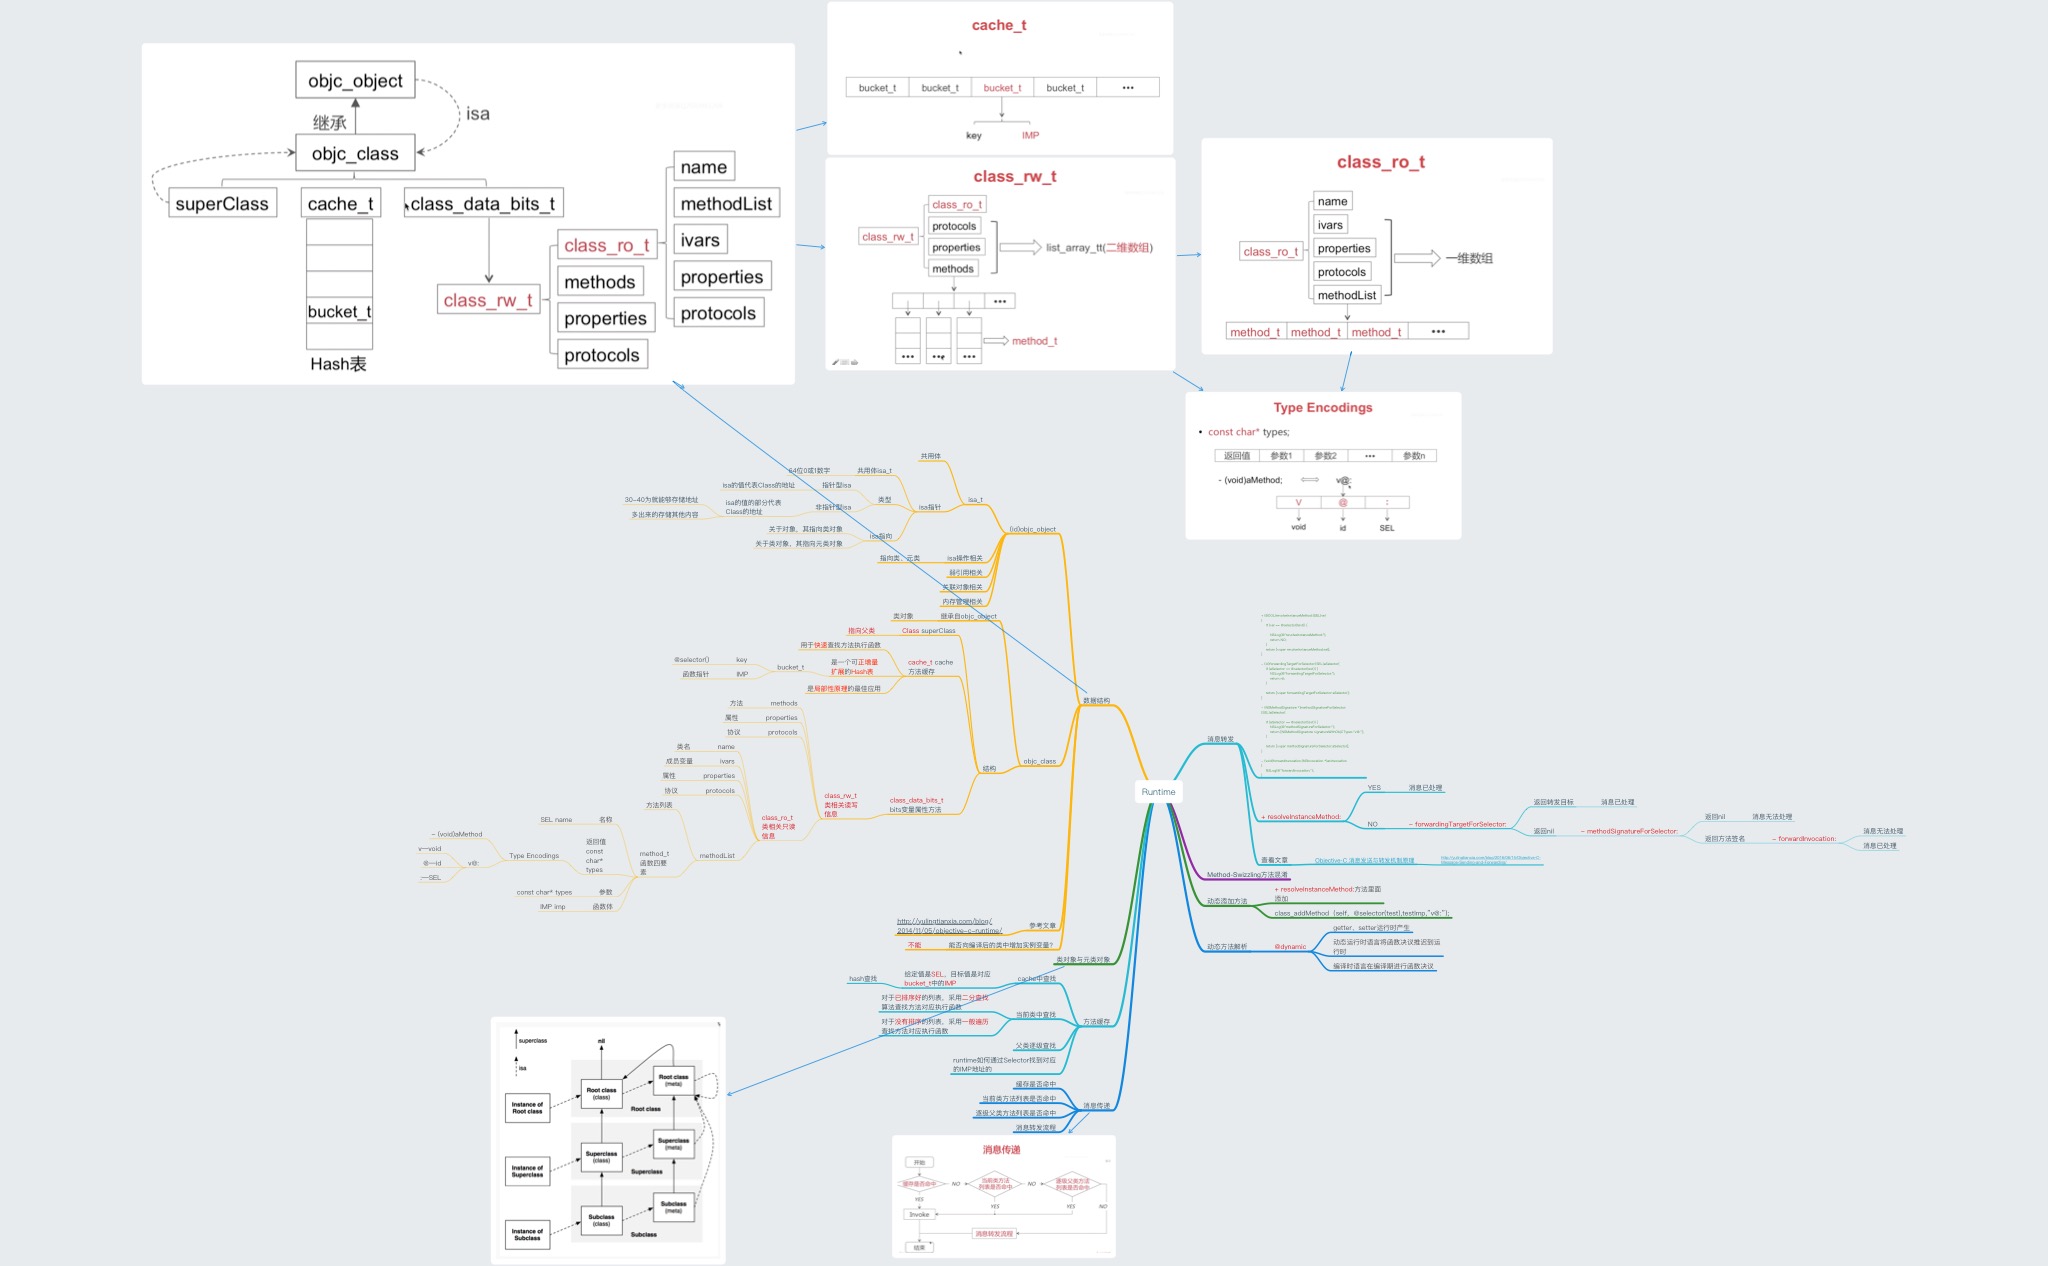 objc_object
继承
isa
objc_class
superClass
cache_t
class_data_bits_t
bucket_t
Hash表
class_rw_t
class_ro_t
methods
properties
protocols
name
methodList
ivars
properties
protocols
cache_t
bucket_t bucket_t bucket_t bucket_t •••
key IMP
class_rw_t
class_rw_t
class_ro_t
protocols
properties
methods
list_array_tt(二维数组)
•••
••• ••• •••
method_t
class_ro_t
class_ro_t
name
ivars
properties
protocols
methodList
一维数组
method_t method_t method_t •••
Type Encodings
• const char* types;
返回值 参数1 参数2 ••• 参数n
- (void)aMethod; v@:
V @ :
void id SEL
Runtime
数据结构
(id)objc_object
isa_t
共用体
isa指针
类型
共用体isa_t
64位0或1数字
指针型isa
isa的值代表Class的地址
非指针型isa
isa的值的部分代表
Class的地址
30-40为就能够存储地址
多出来的存储其他内容
isa指向
关于对象，其指向类对象
关于类对象，其指向元类对象
isa操作相关
指向类、元类
弱引用相关
关联对象相关
内存管理相关
objc_class
继承自objc_object
类对象
结构
Class superClass
指向父类
cache_t cache
方法缓存
用于快速查找方法执行函数
是一个可正增量
扩展的Hash表
bucket_t
key
@selector()
IMP
函数指针
是局部性原理的最佳应用
class_data_bits_t
bits变量属性方法
class_rw_t
类相关读写
信息
methods
方法
properties
属性
protocols
协议
class_ro_t
类相关只读
信息
name
类名
ivars
成员变量
properties
属性
protocols
协议
methodList
方法列表
method_t
函数四要
素
名称
SEL name
返回值
const
char*
types
Type Encodings
- (void)aMethod
v@:
v—void
@—id
:—SEL
参数
const char* types
函数体
IMP imp
参考文章
http://yulingtianxia.com/blog/
2014/11/05/objective-c-runtime/
能否向编译后的类中增加实例变量?
不能
类对象与元类对象
方法缓存
cache中查找
给定值是SEL，目标值是对应
bucket_t中的IMP
hash查找
当前类中查找
对于已排序好的列表，采用二分查找
算法查找方法对应执行函数
对于没有排序的列表，采用一般遍历
查找方法对应执行函数
父类逐级查找
runtime如何通过Selector找到对应
的IMP地址的
消息传递
缓存是否命中
当前类方法列表是否命中
逐级父类方法列表是否命中
消息转发流程
消息转发
+ resolveInstanceMethod:
YES
消息已处理
NO
- forwardingTargetForSelector:
返回转发目标
消息已处理
返回nil
- methodSignatureForSelector:
返回nil
消息无法处理
返回方法签名
- forwardInvocation:
消息无法处理
消息已处理
查看文章
Objective-C 消息发送与转发机制原理
Method-Swizzling方法混淆
动态添加方法
+ resolveInstanceMethod:方法里面
添加
class_addMethod（self，@selector(test),testImp,"v@:");
动态方法解析
@dynamic
getter、setter运行时产生
动态运行时语言将函数决议推迟到运
行时
编译时语言在编译期进行函数决议
superclass
isa
nil
Root class
(class)
Root class
(meta)
Instance of
Root class
Root class
Superclass
(class)
Superclass
(meta)
Instance of
Superclass
Superclass
Subclass
(class)
Subclass
(meta)
Instance of
Subclass
Subclass
消息传递
开始
缓存是否命中
NO
当前类方法
列表是否命中
NO
逐级父类方法
列表是否命中
YES
YES
YES
NO
Invoke
消息转发流程
结束